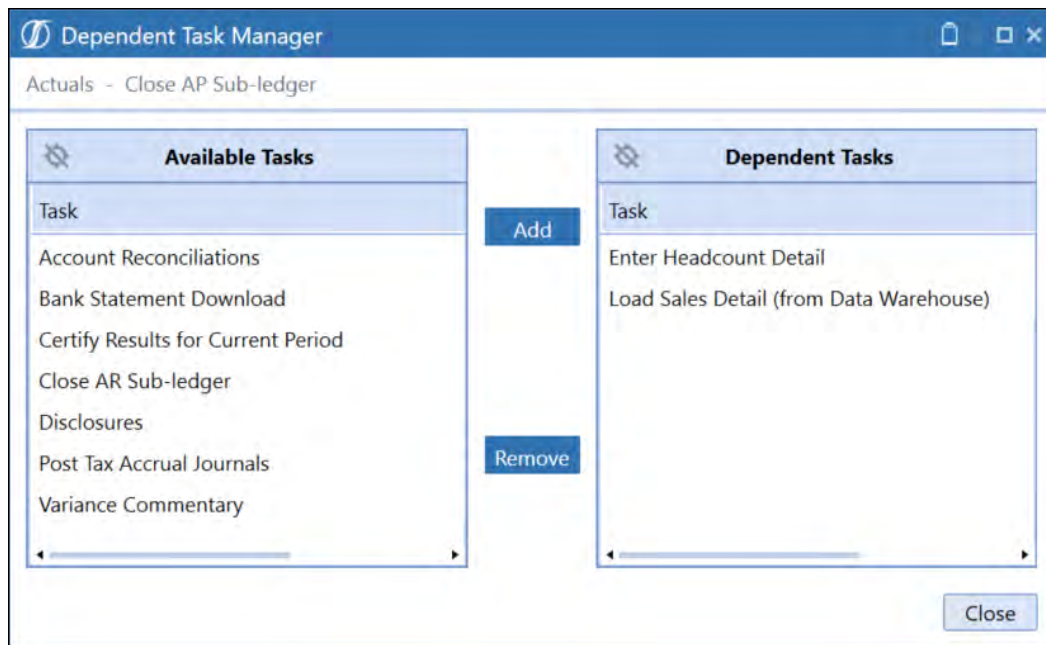 Dependent Task Manager
Actuals - Close AP Sub-ledger
Available Tasks
Task
Account Reconciliations
Bank Statement Download
Certify Results for Current Period
Close AR Sub-ledger
Disclosures
Post Tax Accrual Journals
Variance Commentary
Add
Remove
Dependent Tasks
Task
Enter Headcount Detail
Load Sales Detail (from Data Warehouse)
Close